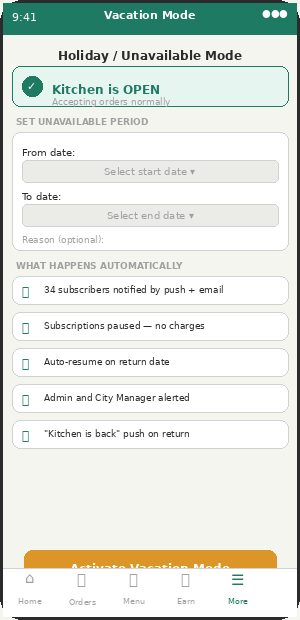 9:41
Vacation Mode
Holiday / Unavailable Mode
✓
Kitchen is OPEN
Accepting orders normally
SET UNAVAILABLE PERIOD
From date:
Select start date ▾
To date:
Select end date ▾
Reason (optional):
WHAT HAPPENS AUTOMATICALLY
34 subscribers notified by push + email
Subscriptions paused — no charges
Auto-resume on return date
Admin and City Manager alerted
"Kitchen is back" push on return
Activate Vacation Mode
Home
Orders
Menu
Earn
More